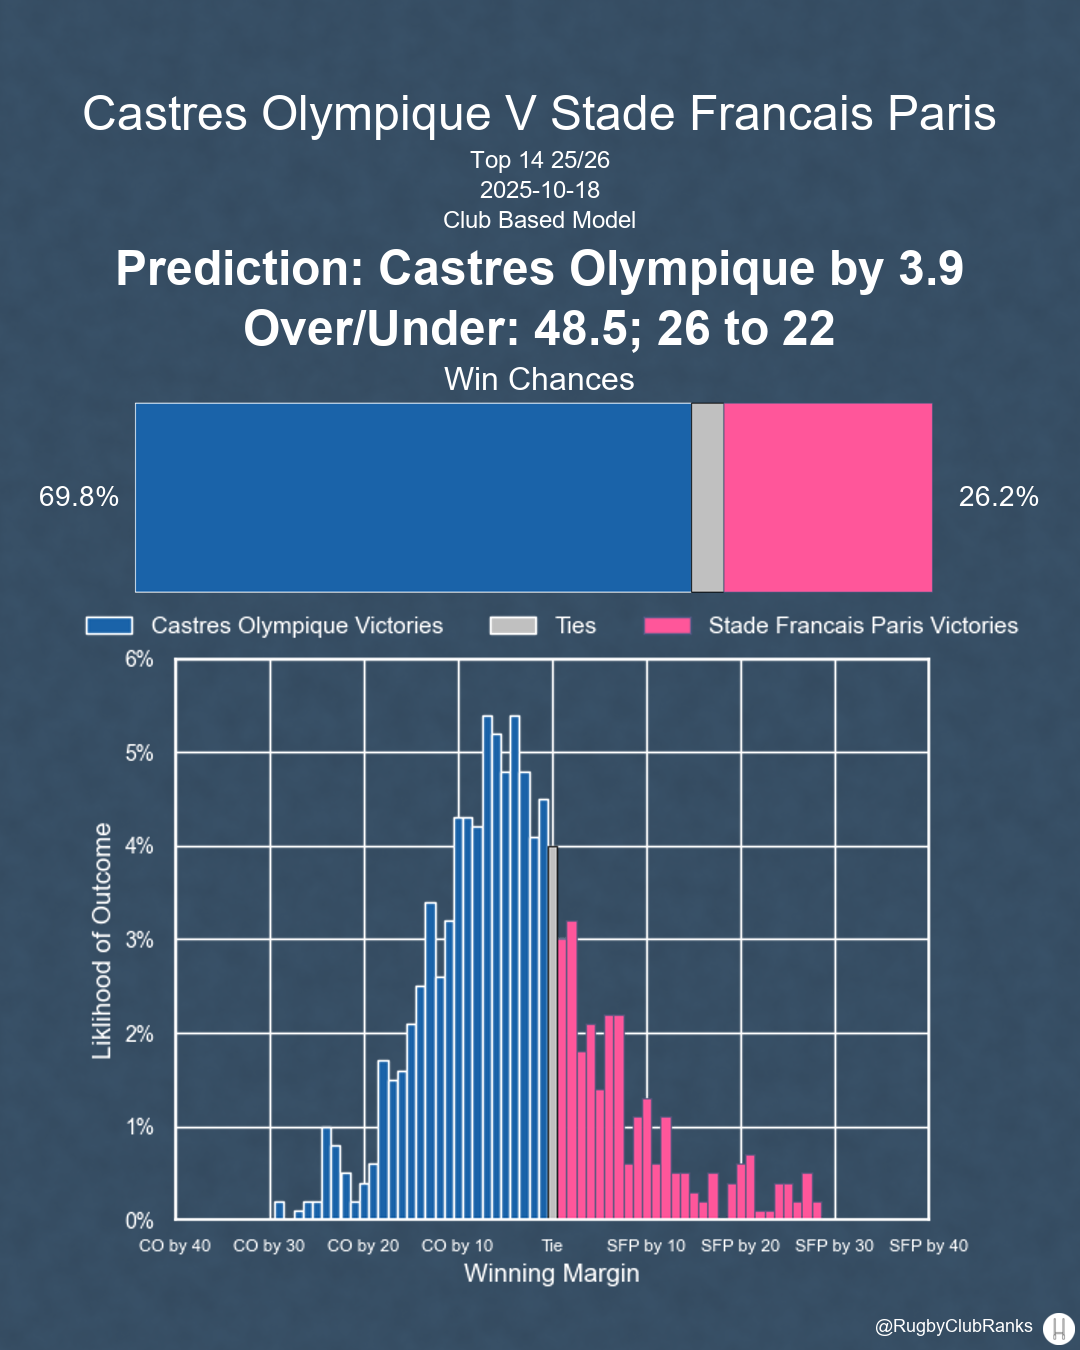 Castres Olympique V Stade Francais Paris
Top 14 25/26
2025-10-18
Club Based Model
Prediction: Castres Olympique by 3.9
Over/Under: 48.5; 26 to 22
Win Chances
69.8%
26.2%
Castres Olympique Victories
Ties
Stade Francais Paris Victories
6%
5%
4%
3%
2%
1%
0%
Liklihood of Outcome
CO by 40
CO by 30
CO by 20
CO by 10
Tie
SFP by 10
SFP by 20
SFP by 30
SFP by 40
Winning Margin
@RugbyClubRanks